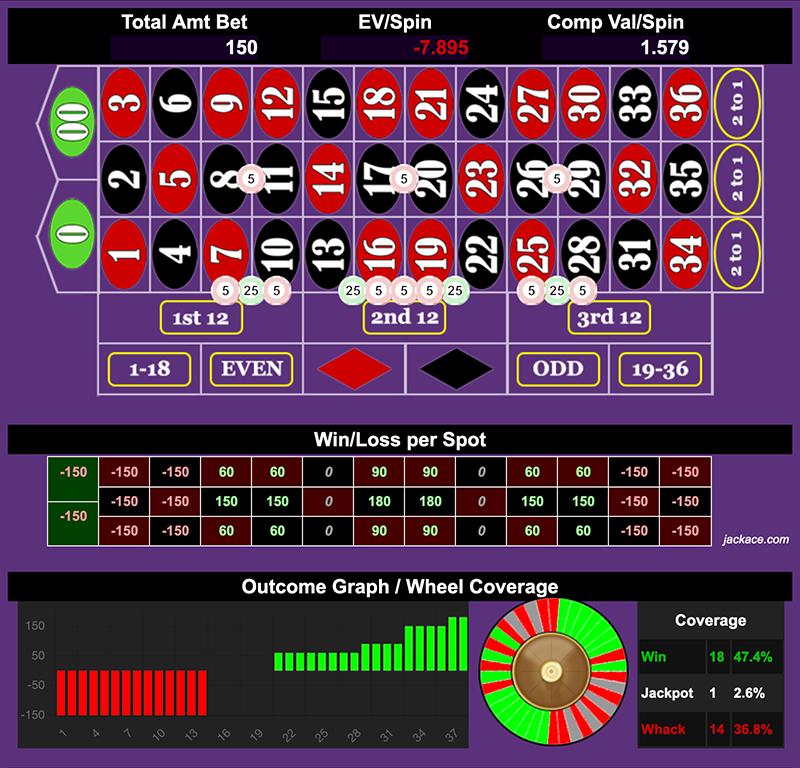 Total Amt Bet EV/Spin Comp Val/Spin
150 -7.895 1.579
00 3 6 9 12 15 18 21 24 27 30 33 36 2 to 1
2 5 8 5 11 14 17 5 20 23 26 5 29 32 35 2 to 1
0 1 4 7 10 13 16 19 22 25 28 31 34 2 to 1
5 25 5 25 5 5 5 25 5 25 5
1st 12 2nd 12 3rd 12
1-18 EVEN ODD 19-36
Win/Loss per Spot
-150 -150 -150 60 60 0 90 90 0 60 60 -150 -150
-150 -150 150 150 0 180 180 0 150 150 -150 -150
-150 -150 -150 60 60 0 90 90 0 60 60 -150 -150
jackace.com
Outcome Graph / Wheel Coverage
150
50
-50
-150
1 4 7 10 13 16 19 22 25 28 31 34 37
Coverage
Win 18 47.4%
Jackpot 1 2.6%
Whack 14 36.8%